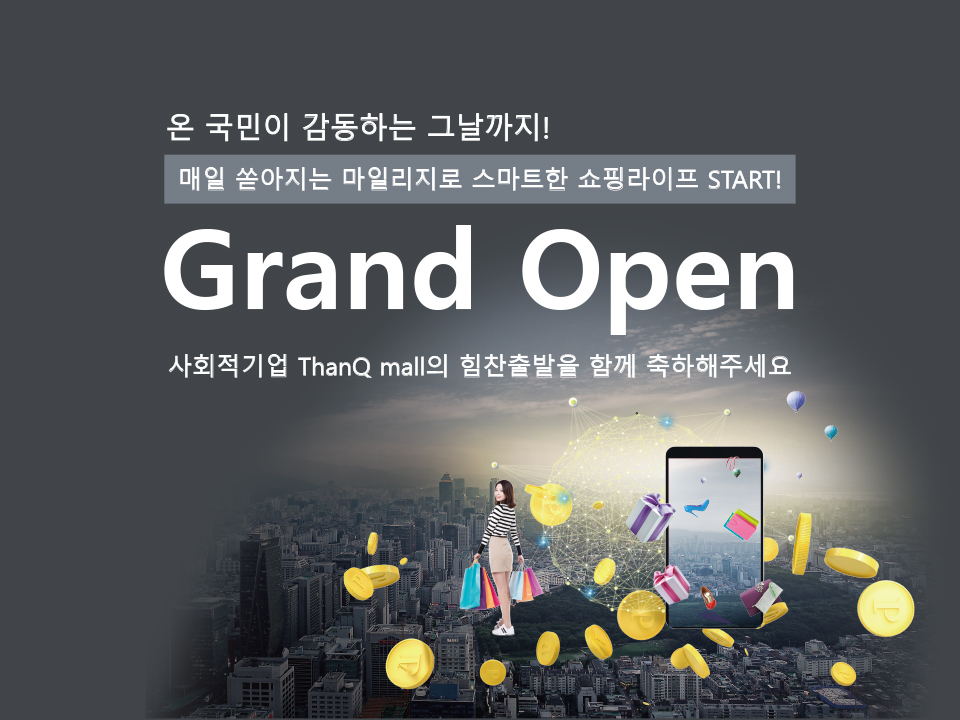 온 국민이 감동하는 그날까지!
매일 쏟아지는 마일리지로 스마트한 쇼핑라이프 START!
Grand Open
사회적기업 ThanQ mall의 힘찬출발을 함께 축하해주세요
P
P